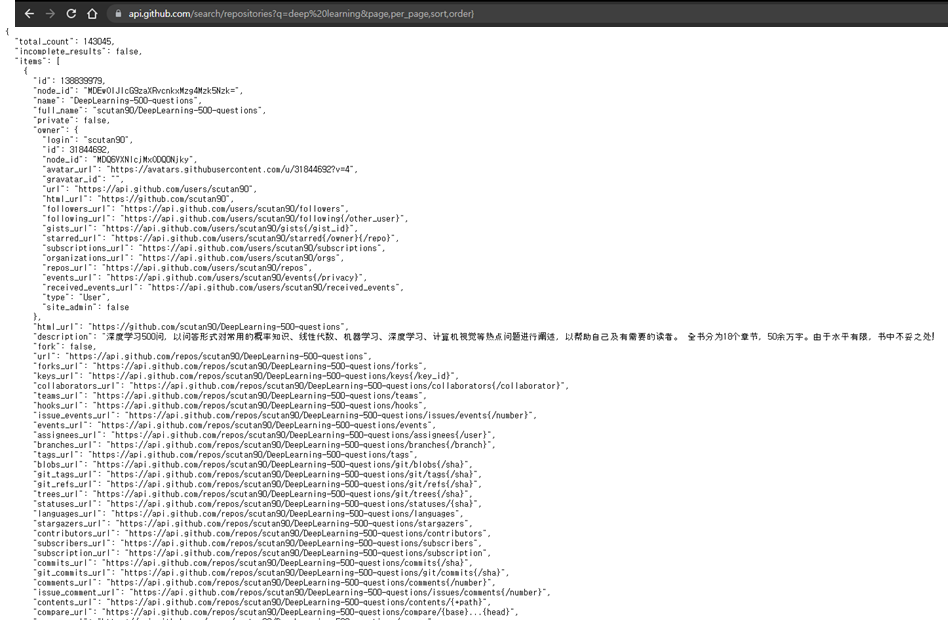 api.github.com/search/repositories?q=deep%20learning&page,per_page,sort,order}
{
"total_count": 143045,
"incomplete_results": false,
"items": [
{
"id": 138839979,
"node_id": "MDEwOlJlcG9zaXRvcnkxMzg4Mzk5Nzk=",
"name": "DeepLearning-500-questions",
"full_name": "scutan90/DeepLearning-500-questions",
"private": false,
"owner": {
"login": "scutan90",
"id": 31844692,
"node_id": "MDQ6VXNlcjMxODQ0Njky",
"avatar_url": "https://avatars.githubusercontent.com/u/31844692?v=4",
"gravatar_id": "",
"url": "https://api.github.com/users/scutan90",
"html_url": "https://github.com/scutan90",
"followers_url": "https://api.github.com/users/scutan90/followers",
"following_url": "https://api.github.com/users/scutan90/following{/other_user}",
"gists_url": "https://api.github.com/users/scutan90/gists{/gist_id}",
"starred_url": "https://api.github.com/users/scutan90/starred{/owner}{/repo}",
"subscriptions_url": "https://api.github.com/users/scutan90/subscriptions",
"organizations_url": "https://api.github.com/users/scutan90/orgs",
"repos_url": "https://api.github.com/users/scutan90/repos",
"events_url": "https://api.github.com/users/scutan90/events{/privacy}",
"received_events_url": "https://api.github.com/users/scutan90/received_events",
"type": "User",
"site_admin": false
},
"html_url": "https://github.com/scutan90/DeepLearning-500-questions",
"description": "深度学习500问，以问答形式对常用的概率知识、线性代数、机器学习、深度学习、计算机视觉等热点问题进行阐述，以帮助自己及有需要的读者。 全书分为18个章节，50余万字。由于水平有限，书中不妥之处
"fork": false,
"url": "https://api.github.com/repos/scutan90/DeepLearning-500-questions",
"forks_url": "https://api.github.com/repos/scutan90/DeepLearning-500-questions/forks",
"keys_url": "https://api.github.com/repos/scutan90/DeepLearning-500-questions/keys{/key_id}",
"collaborators_url": "https://api.github.com/repos/scutan90/DeepLearning-500-questions/collaborators{/collaborator}",
"teams_url": "https://api.github.com/repos/scutan90/DeepLearning-500-questions/teams",
"hooks_url": "https://api.github.com/repos/scutan90/DeepLearning-500-questions/hooks",
"issue_events_url": "https://api.github.com/repos/scutan90/DeepLearning-500-questions/issues/events{/number}",
"events_url": "https://api.github.com/repos/scutan90/DeepLearning-500-questions/events",
"assignees_url": "https://api.github.com/repos/scutan90/DeepLearning-500-questions/assignees{/user}",
"branches_url": "https://api.github.com/repos/scutan90/DeepLearning-500-questions/branches{/branch}",
"tags_url": "https://api.github.com/repos/scutan90/DeepLearning-500-questions/tags",
"blobs_url": "https://api.github.com/repos/scutan90/DeepLearning-500-questions/git/blobs{/sha}",
"git_tags_url": "https://api.github.com/repos/scutan90/DeepLearning-500-questions/git/tags{/sha}",
"git_refs_url": "https://api.github.com/repos/scutan90/DeepLearning-500-questions/git/refs{/sha}",
"trees_url": "https://api.github.com/repos/scutan90/DeepLearning-500-questions/git/trees{/sha}",
"statuses_url": "https://api.github.com/repos/scutan90/DeepLearning-500-questions/statuses/{sha}",
"languages_url": "https://api.github.com/repos/scutan90/DeepLearning-500-questions/languages",
"stargazers_url": "https://api.github.com/repos/scutan90/DeepLearning-500-questions/stargazers",
"contributors_url": "https://api.github.com/repos/scutan90/DeepLearning-500-questions/contributors",
"subscribers_url": "https://api.github.com/repos/scutan90/DeepLearning-500-questions/subscribers",
"subscription_url": "https://api.github.com/repos/scutan90/DeepLearning-500-questions/subscription",
"commits_url": "https://api.github.com/repos/scutan90/DeepLearning-500-questions/commits{/sha}",
"git_commits_url": "https://api.github.com/repos/scutan90/DeepLearning-500-questions/git/commits{/sha}",
"comments_url": "https://api.github.com/repos/scutan90/DeepLearning-500-questions/comments{/number}",
"issue_comment_url": "https://api.github.com/repos/scutan90/DeepLearning-500-questions/issues/comments{/number}",
"contents_url": "https://api.github.com/repos/scutan90/DeepLearning-500-questions/contents/{+path}",
"compare_url": "https://api.github.com/repos/scutan90/DeepLearning-500-questions/compare/{base}...{head}",